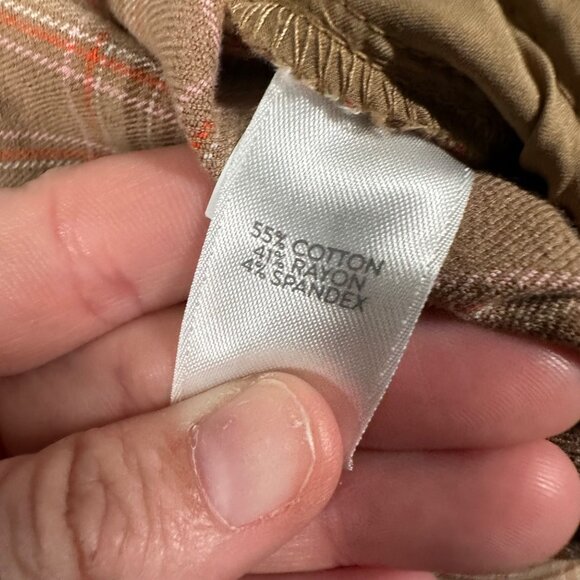 55% COTTON
41% RAYON
4% SPANDEX